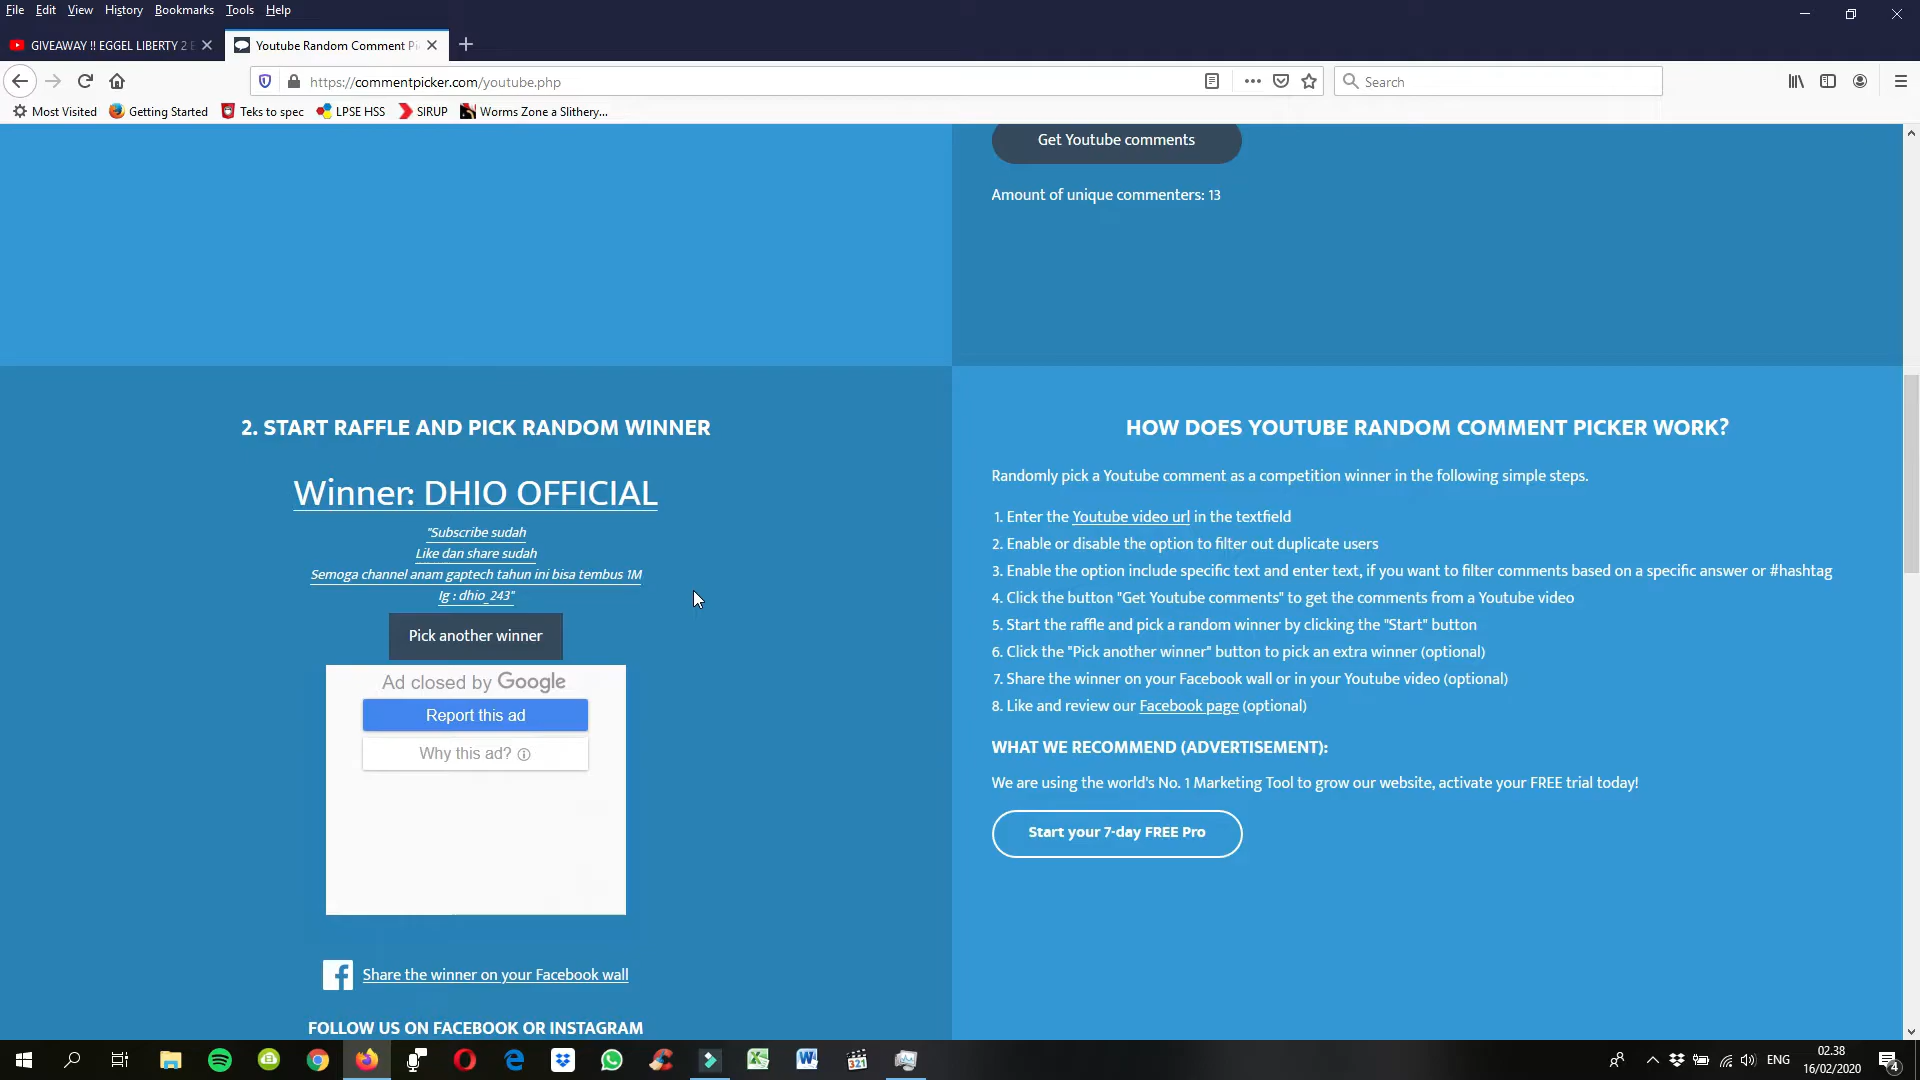 File Edit View History Bookmarks Tools Help
GIVEAWAY !! EGGEL LIBERTY 2 E
Youtube Random Comment Pi
https://commentpicker.com/youtube.php
Search
Most Visited Getting Started Teks to spec LPSE HSS SIRUP Worms Zone a Slithery...
Get Youtube comments
Amount of unique commenters: 13
2. START RAFFLE AND PICK RANDOM WINNER
Winner: DHIO OFFICIAL
"Subscribe sudah
Like dan share sudah
Semoga channel anam gaptech tahun ini bisa tembus 1M
Ig : dhio_243"
Pick another winner
Ad closed by Google
Report this ad
Why this ad?
Share the winner on your Facebook wall
FOLLOW US ON FACEBOOK OR INSTAGRAM
HOW DOES YOUTUBE RANDOM COMMENT PICKER WORK?
Randomly pick a Youtube comment as a competition winner in the following simple steps.
1. Enter the Youtube video url in the textfield
2. Enable or disable the option to filter out duplicate users
3. Enable the option include specific text and enter text, if you want to filter comments based on a specific answer or #hashtag
4. Click the button "Get Youtube comments" to get the comments from a Youtube video
5. Start the raffle and pick a random winner by clicking the "Start" button
6. Click the "Pick another winner" button to pick an extra winner (optional)
7. Share the winner on your Facebook wall or in your Youtube video (optional)
8. Like and review our Facebook page (optional)
WHAT WE RECOMMEND (ADVERTISEMENT):
We are using the world's No. 1 Marketing Tool to grow our website, activate your FREE trial today!
Start your 7-day FREE Pro
ENG
02.38
16/02/2020
4